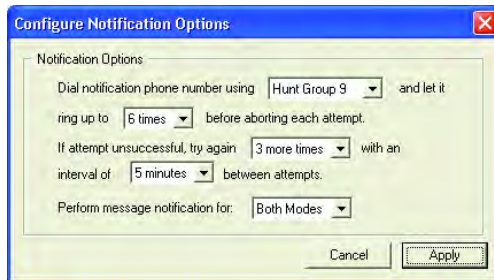 Configure Notification Options
Notification Options
Dial notification phone number using Hunt Group 9 and let it
ring up to 6 times before aborting each attempt.
If attempt unsuccessful, try again 3 more times with an
interval of 5 minutes between attempts.
Perform message notification for: Both Modes
Cancel Apply